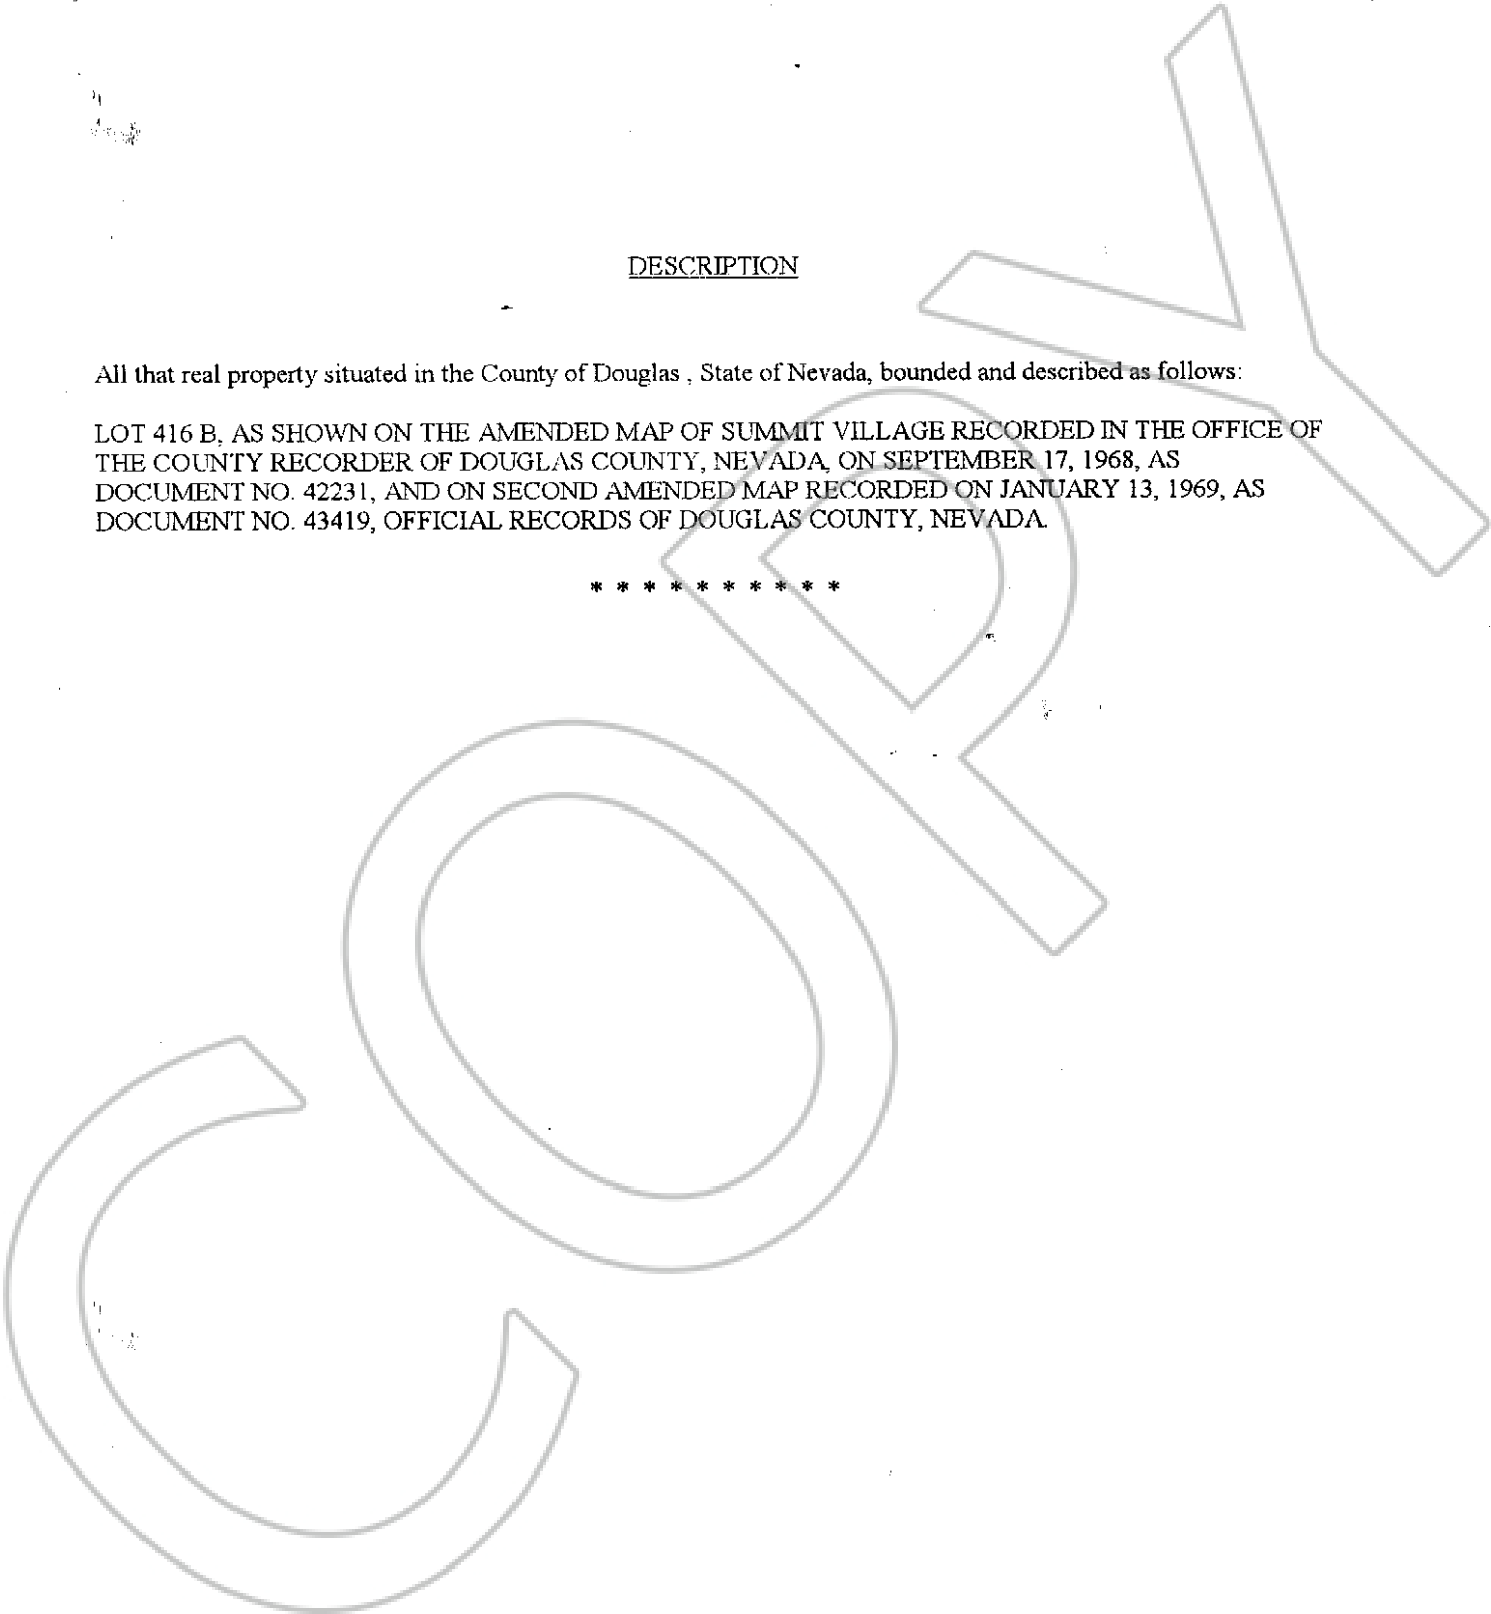 DESCRIPTION
All that real property situated in the County of Douglas , State of Nevada, bounded and described as follows:
LOT 416 B, AS SHOWN ON THE AMENDED MAP OF SUMMIT VILLAGE RECORDED IN THE OFFICE OF
THE COUNTY RECORDER OF DOUGLAS COUNTY, NEVADA, ON SEPTEMBER 17, 1968, AS
DOCUMENT NO. 42231, AND ON SECOND AMENDED MAP RECORDED ON JANUARY 13, 1969, AS
DOCUMENT NO. 43419, OFFICIAL RECORDS OF DOUGLAS COUNTY, NEVADA.
* * * * * * * * * *
COPY